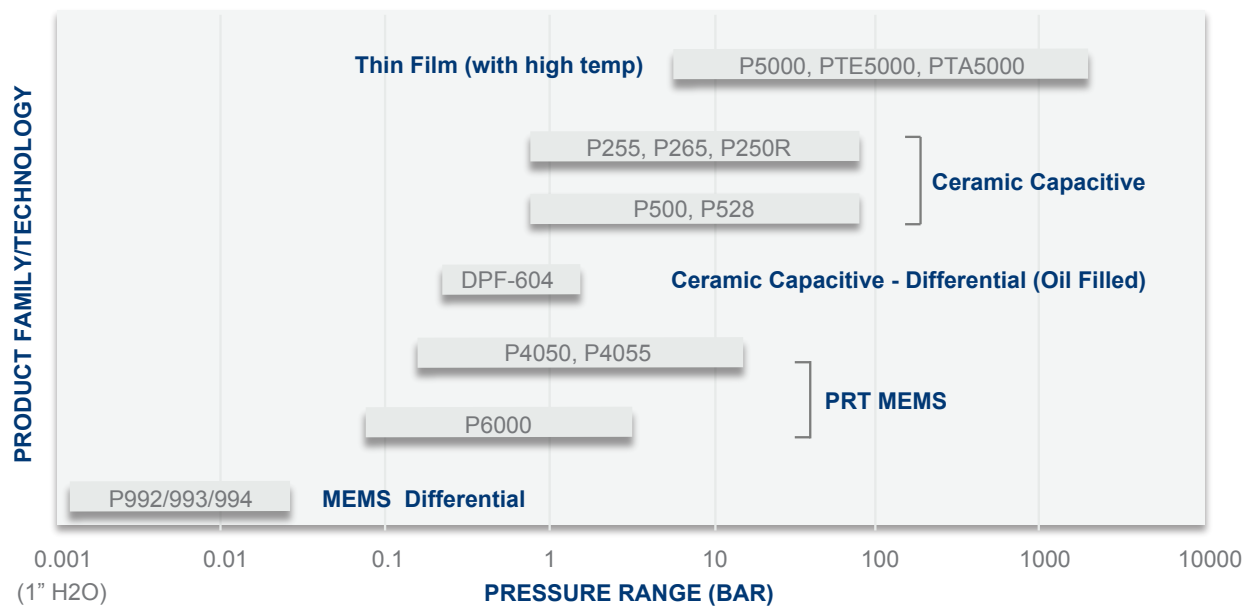 PRODUCT FAMILY/TECHNOLOGY
Thin Film (with high temp)
P5000, PTE5000, PTA5000
P255, P265, P250R
Ceramic Capacitive
P500, P528
DPF-604
Ceramic Capacitive - Differential (Oil Filled)
P4050, P4055
PRT MEMS
P6000
P992/993/994
MEMS Differential
0.001 0.01 0.1 1 10 100 1000 10000
(1” H2O)
PRESSURE RANGE (BAR)